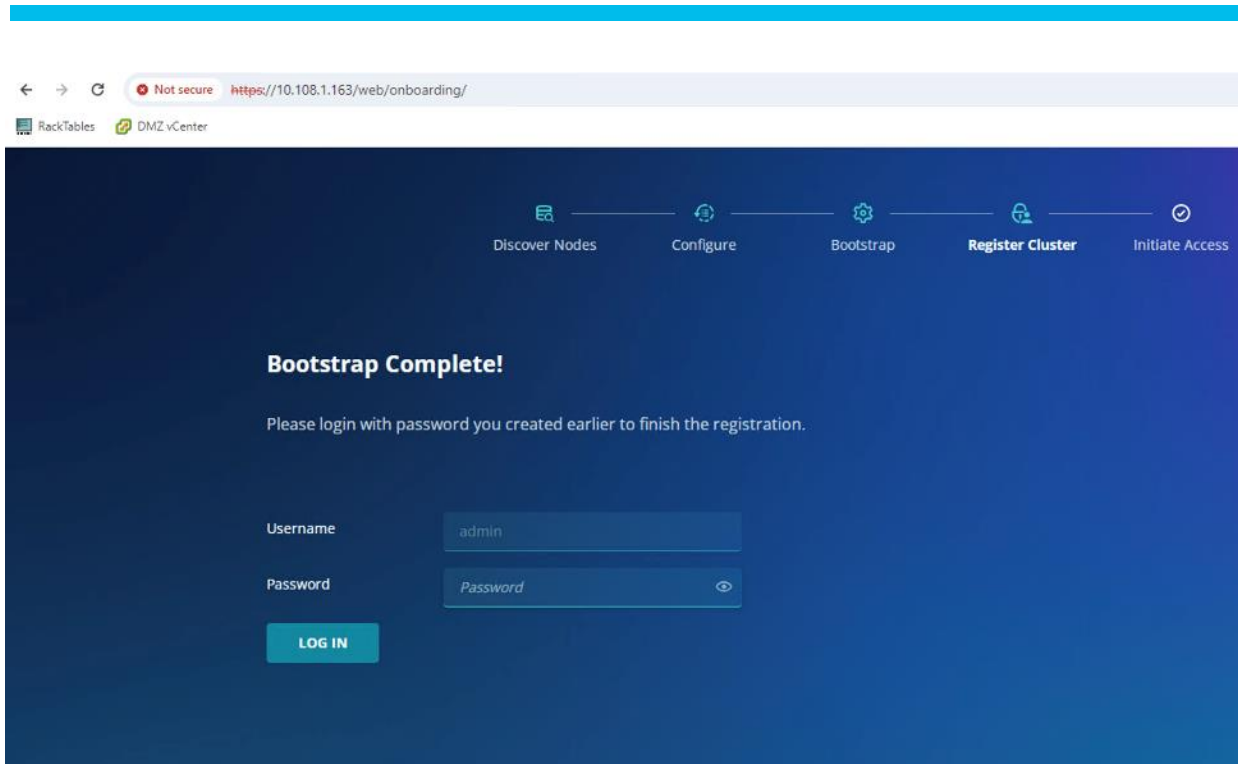 Not secure https://10.108.1.163/web/onboarding/
RackTables DMZ vCenter
Discover Nodes Configure Bootstrap Register Cluster Initiate Access
Bootstrap Complete!
Please login with password you created earlier to finish the registration.
Username admin
Password Password
LOG IN